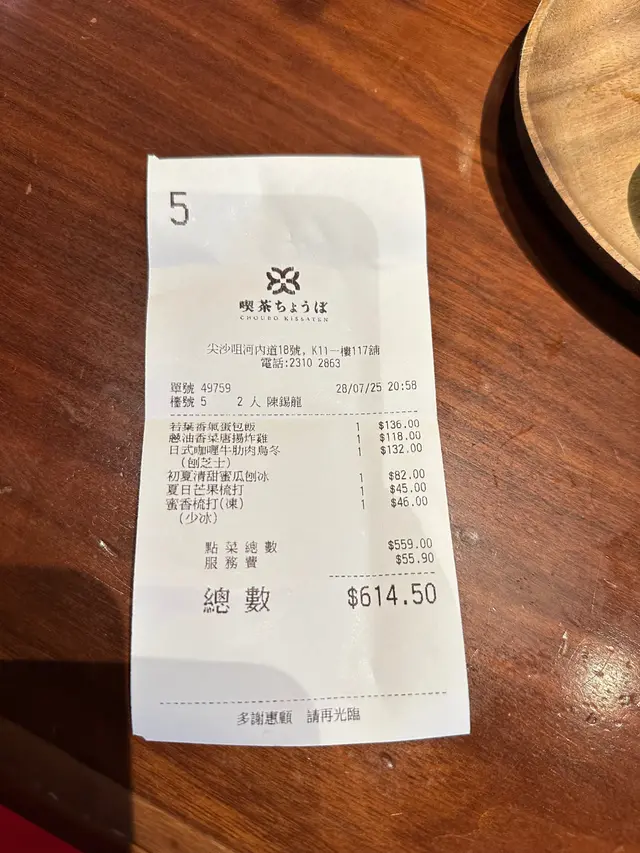 5
喫茶ちょうば
CHOUBO KISSATEN
尖沙咀河內道18號, K11一樓117舖
電話:2310 2863
單號 49759 28/07/25 20:58
檯號 5 2 人 陳錫龍
若葉香氣蛋包飯 1 $136.00
蔥油香菜唐揚炸雞 1 $118.00
日式咖喱牛肋肉烏冬 1 $132.00
(刨芝士)
初夏清甜蜜瓜刨冰 1 $82.00
夏日芒果梳打 1 $45.00
蜜香梳打(凍) 1 $46.00
(少冰)
點菜總數 $559.00
服務費 $55.90
總數 $614.50
多謝惠顧 請再光臨